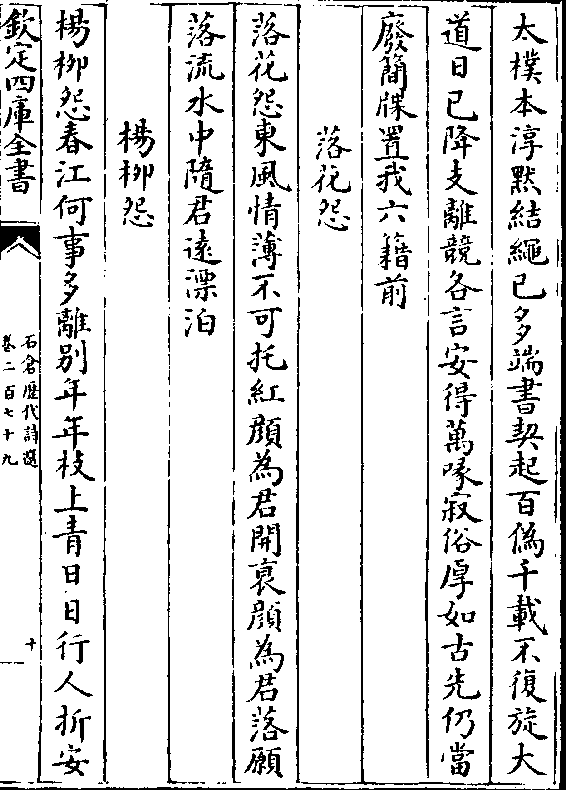 太樸本淳黙結繩已多端書契起百偽千載不復旋大
道日已降支離競各言安得萬喙寂俗厚如古先仍當
廢簡牒置我六籍前
落花怨
落花怨東風情薄不可托紅顔為君開衰顔為君落願
落流水中隨君遠漂泊
楊柳怨
楊柳怨春江何事多離别年年枝上青日日行人折安
欽定四庫全書
石倉歴代詩選
卷二百七十九
十